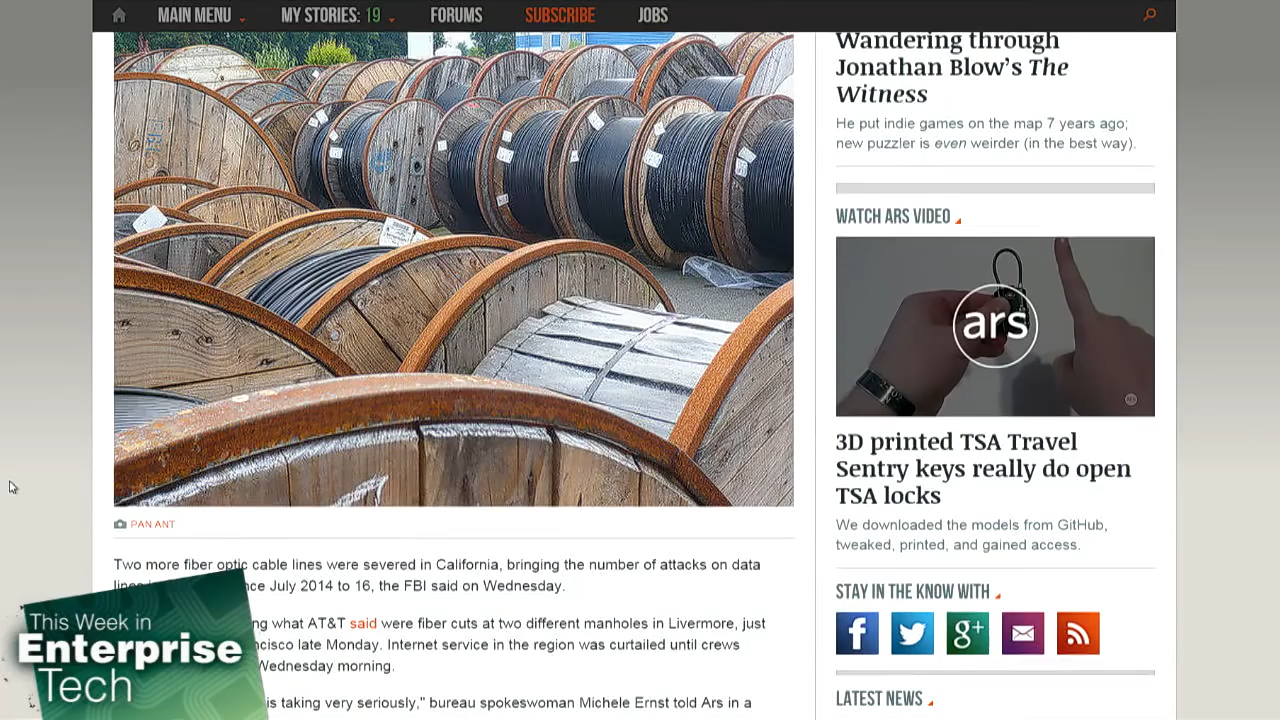 MAIN MENU
MY STORIES: 19
FORUMS
SUBSCRIBE
JOBS
PAN ANT
Two more fiber optic cable lines were severed in California, bringing the number of attacks on data
nce July 2014 to 16, the FBI said on Wednesday.
ng what AT&T said were fiber cuts at two different manholes in Livermore, just
ncisco late Monday. Internet service in the region was curtailed until crews
Wednesday morning.
is taking very seriously," bureau spokeswoman Michele Ernst told Ars in a
This Week in
Enterprise
Tech
Wandering through
Jonathan Blow's The
Witness
He put indie games on the map 7 years ago;
new puzzler is even weirder (in the best way).
WATCH ARS VIDEO
ars
3D printed TSA Travel
Sentry keys really do open
TSA locks
We downloaded the models from GitHub,
tweaked, printed, and gained access.
STAY IN THE KNOW WITH
f
g+
LATEST NEWS